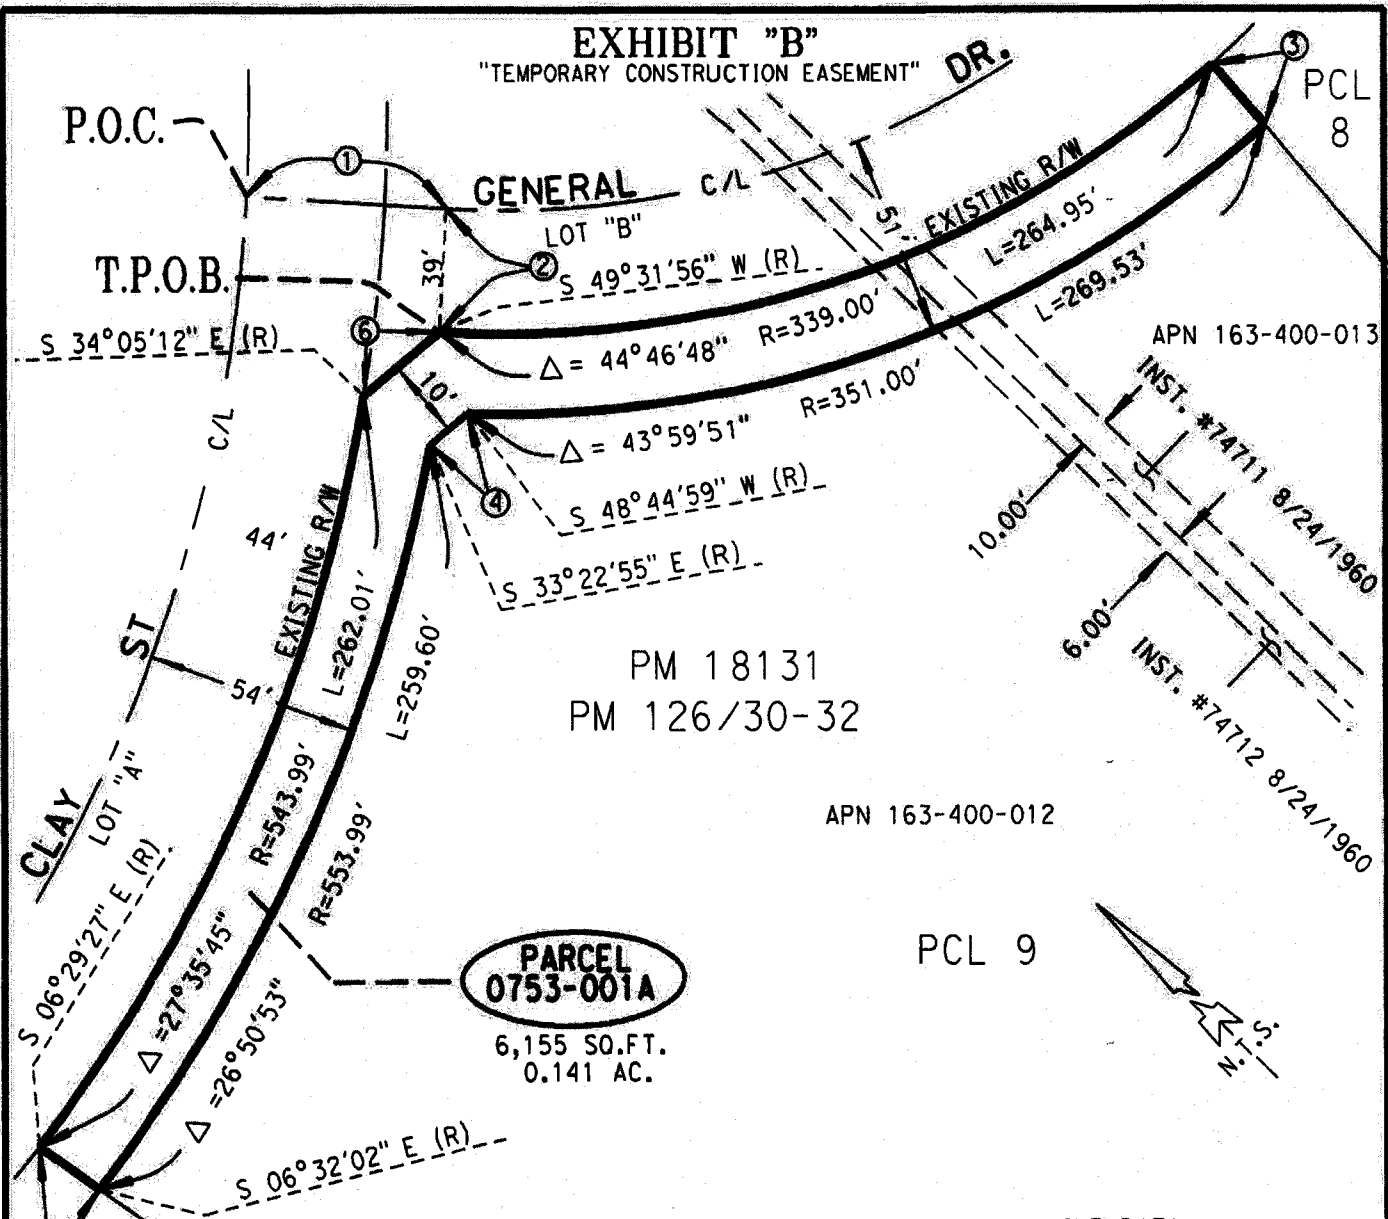 EXHIBIT "B"
"TEMPORARY CONSTRUCTION EASEMENT"
DR.
3
PCL
8
P.O.C.
1
GENERAL
C/L
LOT "B"
EXISTING R/W
51'
L=264.95'
L=269.53'
T.P.O.B.
39'
2
S 49°31'56" W (R)
S 34°05'12" E (R)
6
R=339.00'
Δ = 44°46'48"
APN 163-400-013
10'
R=351.00'
Δ = 43°59'51"
INST. #74711 8/24/1960
C/L
4
S 48°44'59" W (R)
10.00'
44'
EXISTING R/W
S 33°22'55" E (R)
6.00'
INST. #74712 8/24/1960
ST
L=262.01'
L=259.60'
54'
PM 18131
PM 126/30-32
CLAY
LOT "A"
R=543.99'
R=553.99'
APN 163-400-012
S 06°29'27" E (R)
Δ =27°35'45"
Δ =26°50'53"
PARCEL
0753-001A
6,155 SQ.FT.
0.141 AC.
PCL 9
N.S.
S 06°32'02" E (R)